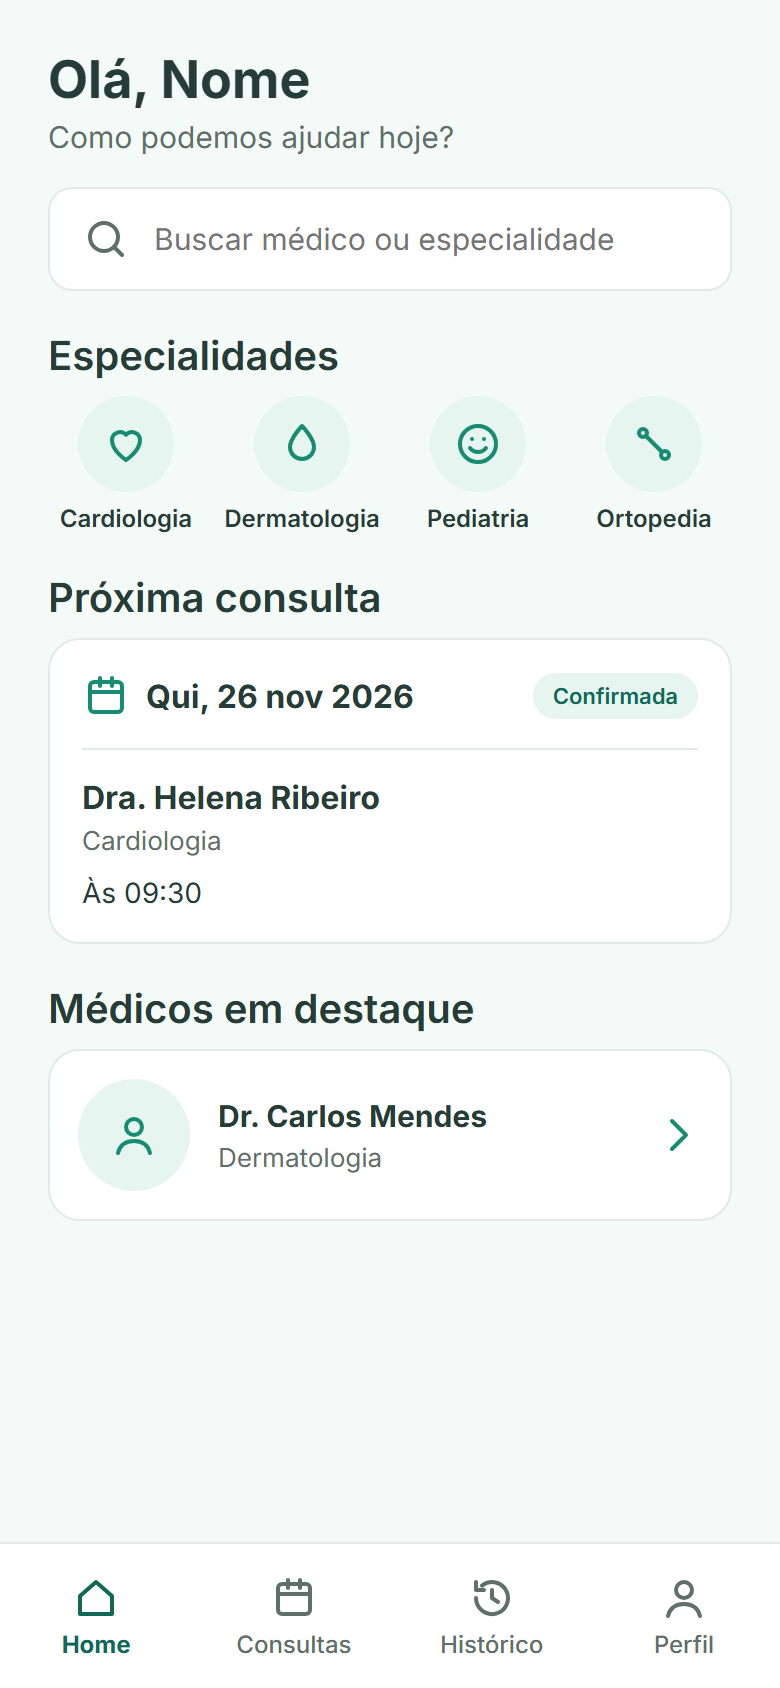 Olá, Nome
Como podemos ajudar hoje?
Buscar médico ou especialidade
Especialidades
Cardiologia
Dermatologia
Pediatria
Ortopedia
Próxima consulta
Qui, 26 nov 2026
Confirmada
Dra. Helena Ribeiro
Cardiologia
Às 09:30
Médicos em destaque
Dr. Carlos Mendes
Dermatologia
Home
Consultas
Histórico
Perfil